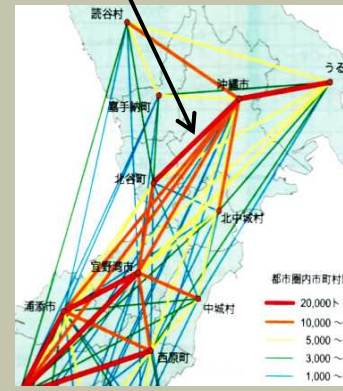 読谷村
沖縄市
うる
嘉手納町
北谷町
北中城村
宜野湾市
都市圏内市町村
浦添市
中城村
20,000ト
10,000 ～
5,000 ～
西原町
3,000 ～
1,000 ～